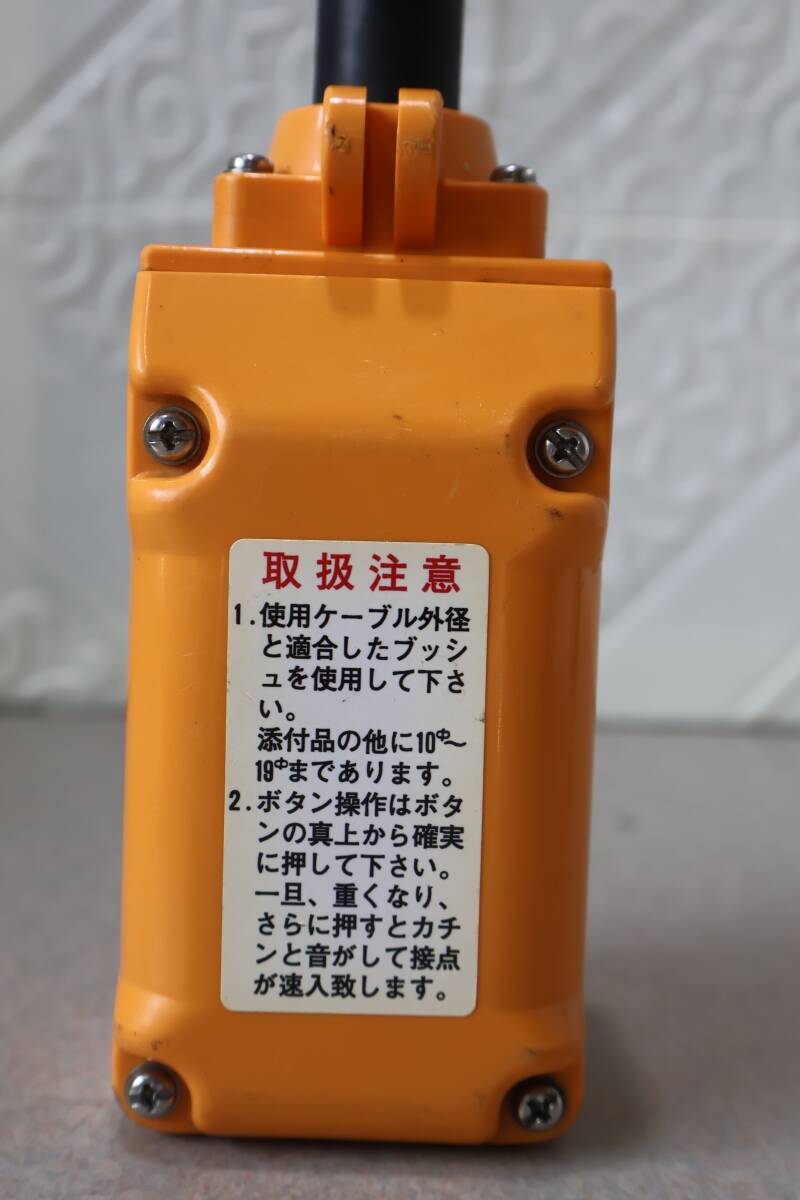 取扱注意
1.使用ケーブル外径
と適合したブッシ
ュを使用して下さ
い。
添付品の他に10φ〜
19φまであります。
2.ボタン操作はボタ
ンの真上から確実
に押して下さい。
一旦、重くなり、
さらに押すとカチ
ンと音がして接点
が速入致します。